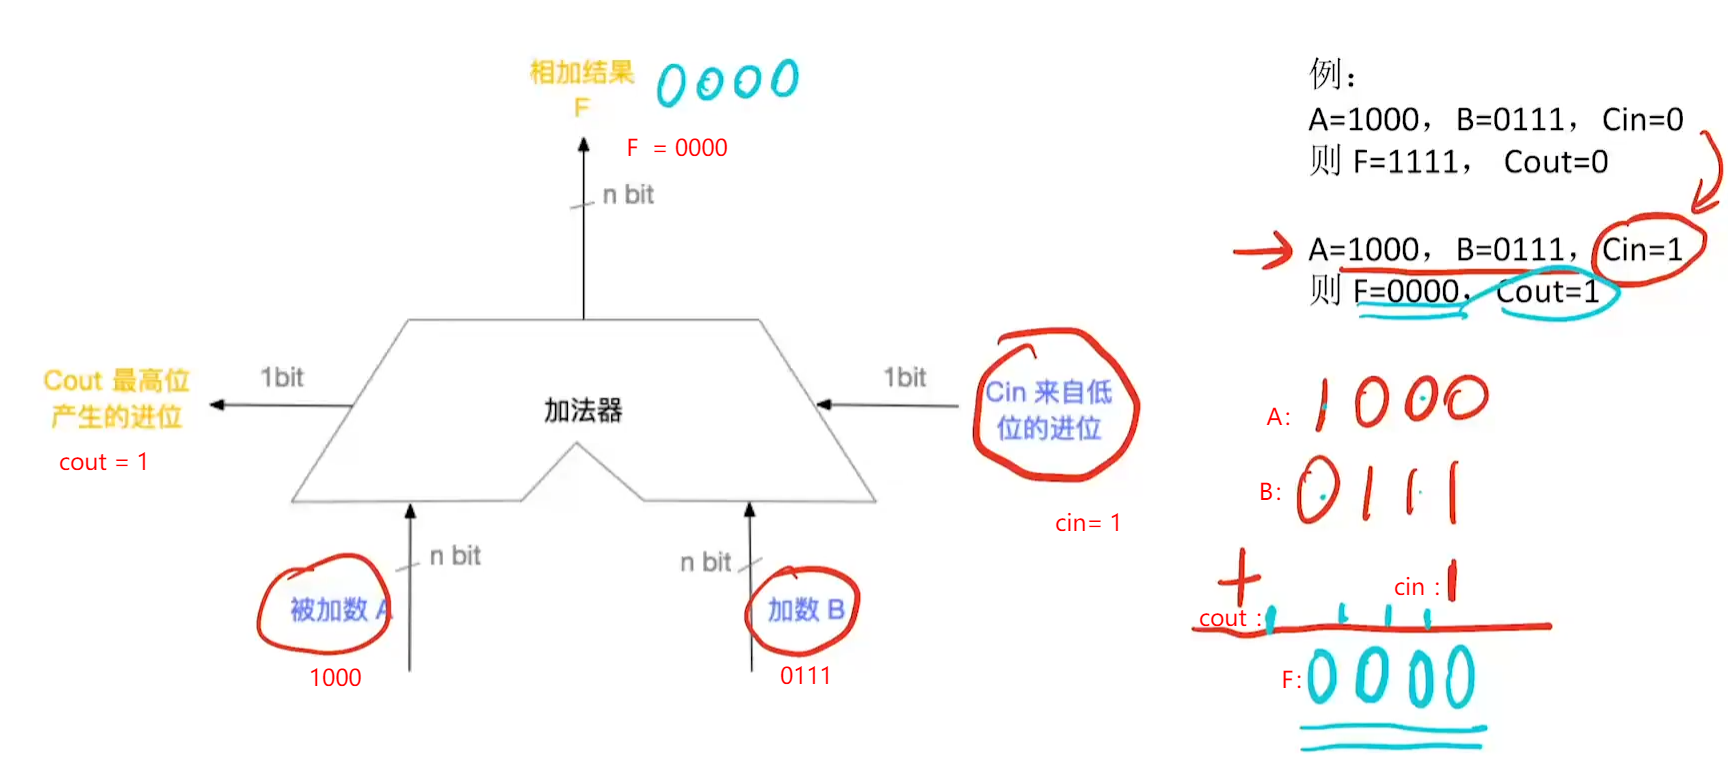 相加结果 0000
F
F = 0000
n bit
Cout 最高位
产生的进位
1bit
cout = 1
加法器
1bit
Cin 来自低
位的进位
cin= 1
n bit
被加数 A
1000
n bit
加数 B
0111
例：
A=1000，B=0111，Cin=0
则 F=1111， Cout=0
A=1000，B=0111，Cin=1
则 F=0000， Cout=1
A: 1000
B: 0111
+ cin : 1
cout : 1 1 1 1
F: 0000